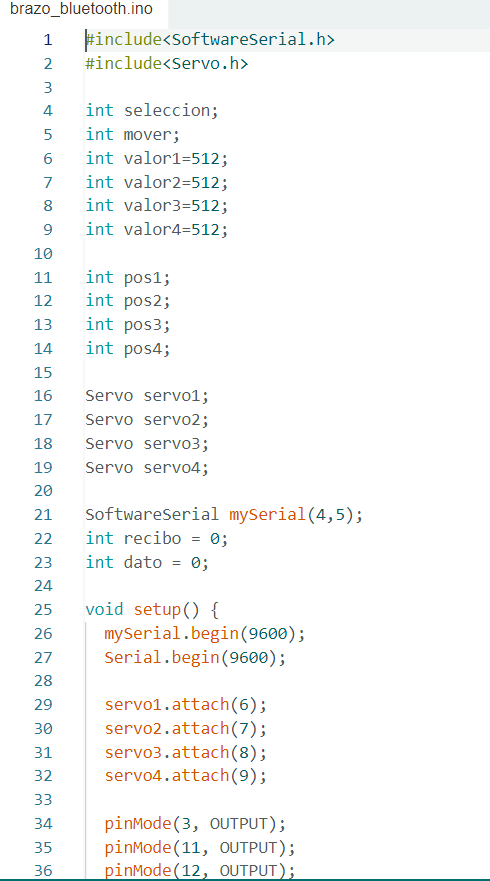 brazo_bluetooth.ino
1 #include<SoftwareSerial.h>
2 #include<Servo.h>
3
4 int seleccion;
5 int mover;
6 int valor1=512;
7 int valor2=512;
8 int valor3=512;
9 int valor4=512;
10
11 int pos1;
12 int pos2;
13 int pos3;
14 int pos4;
15
16 Servo servo1;
17 Servo servo2;
18 Servo servo3;
19 Servo servo4;
20
21 SoftwareSerial mySerial(4,5);
22 int recibo = 0;
23 int dato = 0;
24
25 void setup() {
26 mySerial.begin(9600);
27 Serial.begin(9600);
28
29 servo1.attach(6);
30 servo2.attach(7);
31 servo3.attach(8);
32 servo4.attach(9);
33
34 pinMode(3, OUTPUT);
35 pinMode(11, OUTPUT);
36 pinMode(12, OUTPUT);